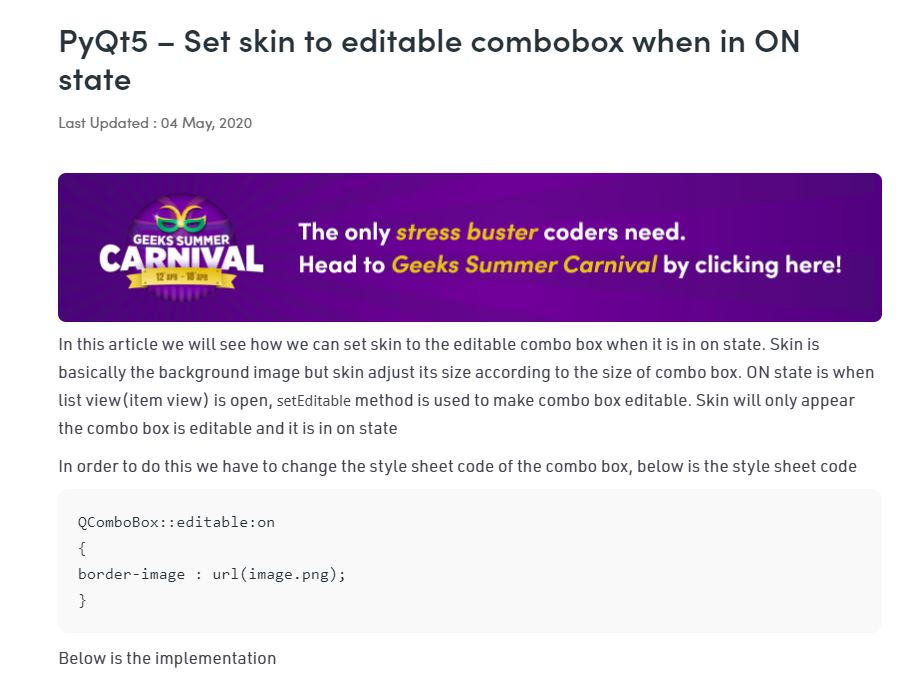 PyQt5 – Set skin to editable combobox when in ON
state
Last Updated : 04 May, 2020
GEEKS SUMMER
CARNIVAL
12 APR - 18 APR
The only stress buster coders need.
Head to Geeks Summer Carnival by clicking here!
In this article we will see how we can set skin to the editable combo box when it is in on state. Skin is
basically the background image but skin adjust its size according to the size of combo box. ON state is when
list view(item view) is open, setEditable method is used to make combo box editable. Skin will only appear
the combo box is editable and it is in on state
In order to do this we have to change the style sheet code of the combo box, below is the style sheet code
QComboBox::editable:on
{
border-image : url(image.png);
}
Below is the implementation